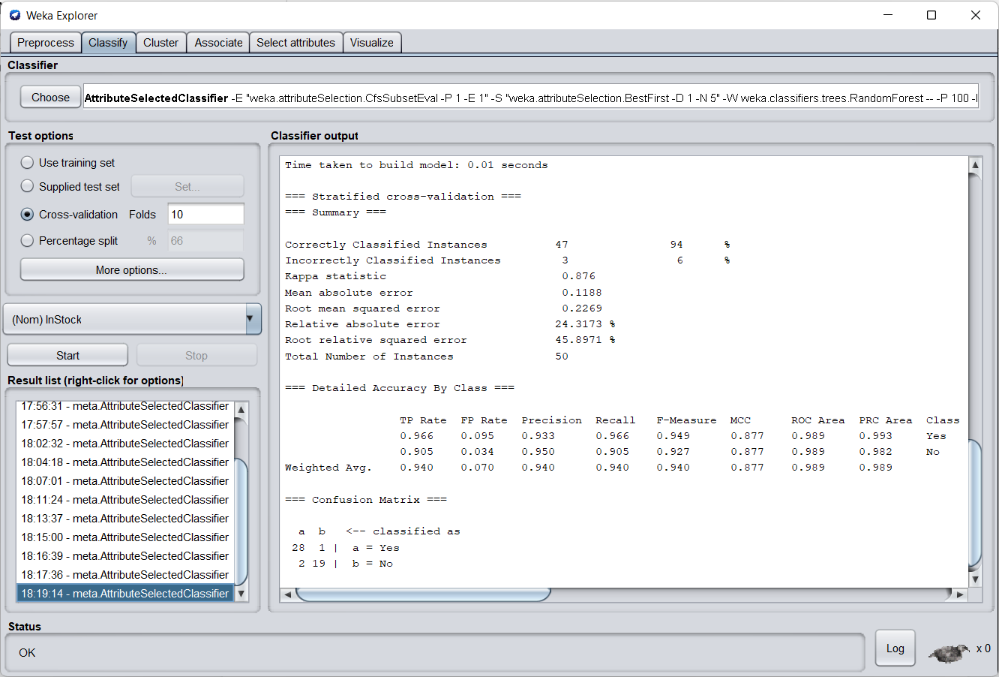 Weka Explorer
Preprocess Classify Cluster Associate Select attributes Visualize
Classifier
Choose AttributeSelectedClassifier -E "weka.attributeSelection.CfsSubsetEval -P 1 -E 1" -S "weka.attributeSelection.BestFirst -D 1 -N 5" -W weka.classifiers.trees.RandomForest -- -P 100 -I
Test options
Use training set
Supplied test set Set...
Cross-validation Folds 10
Percentage split % 66
More options...
(Nom) InStock
Start Stop
Result list (right-click for options)
17:56:31 - meta.AttributeSelectedClassifier
17:57:57 - meta.AttributeSelectedClassifier
18:02:32 - meta.AttributeSelectedClassifier
18:04:18 - meta.AttributeSelectedClassifier
18:07:01 - meta.AttributeSelectedClassifier
18:11:24 - meta.AttributeSelectedClassifier
18:13:37 - meta.AttributeSelectedClassifier
18:15:00 - meta.AttributeSelectedClassifier
18:16:39 - meta.AttributeSelectedClassifier
18:17:36 - meta.AttributeSelectedClassifier
18:19:14 - meta.AttributeSelectedClassifier
Classifier output
Time taken to build model: 0.01 seconds
=== Stratified cross-validation ===
=== Summary ===
Correctly Classified Instances 47 94 %
Incorrectly Classified Instances 3 6 %
Kappa statistic 0.876
Mean absolute error 0.1188
Root mean squared error 0.2269
Relative absolute error 24.3173 %
Root relative squared error 45.8971 %
Total Number of Instances 50
=== Detailed Accuracy By Class ===
TP Rate FP Rate Precision Recall F-Measure MCC ROC Area PRC Area Class
0.966 0.095 0.933 0.966 0.949 0.877 0.989 0.993 Yes
0.905 0.034 0.950 0.905 0.927 0.877 0.989 0.982 No
Weighted Avg. 0.940 0.070 0.940 0.940 0.940 0.877 0.989 0.989
=== Confusion Matrix ===
a b <-- classified as
28 1 | a = Yes
2 19 | b = No
Status
OK
Log x 0